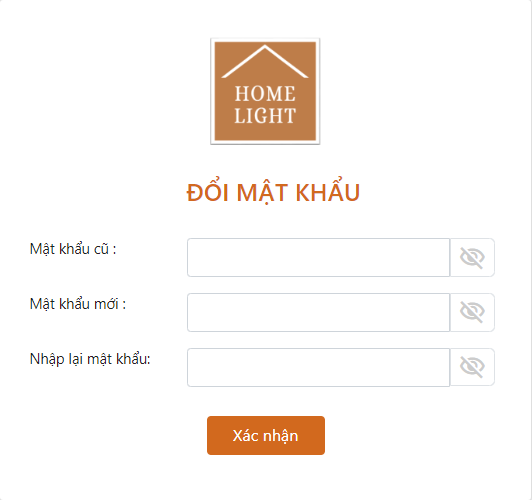 HOME
LIGHT
ĐỔI MẬT KHẨU
Mật khẩu cũ :
Mật khẩu mới :
Nhập lại mật khẩu:
Xác nhận